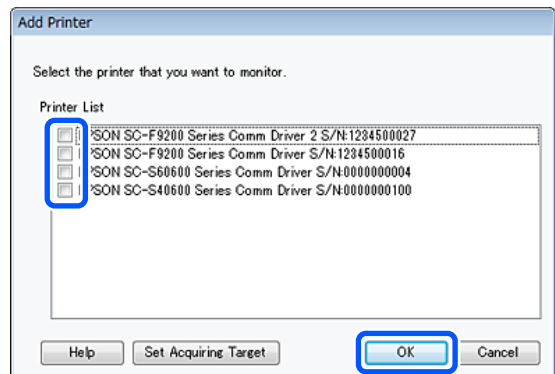 Add Printer
Select the printer that you want to monitor.
Printer List
PSON SC-F9200 Series Comm Driver 2 S/N:1234500027
PSON SC-F9200 Series Comm Driver S/N:1234500016
PSON SC-S60600 Series Comm Driver S/N:0000000004
PSON SC-S40600 Series Comm Driver S/N:0000000100
Help Set Acquiring Target OK Cancel